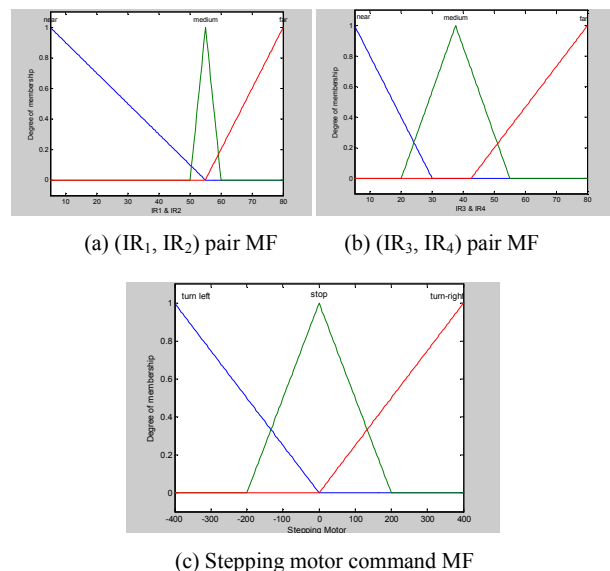 near medium far
1
0.8
0.6
0.4
0.2
0
Degree of membership
10 20 30 40 50 60 70 80
IR1 & IR2
(a) (IR₁, IR₂) pair MF
near medium far
1
0.8
0.6
0.4
0.2
0
Degree of membership
10 20 30 40 50 60 70 80
IR3 & IR4
(b) (IR₃, IR₄) pair MF
turn left stop turn-right
1
0.8
0.6
0.4
0.2
0
Degree of membership
-400 -300 -200 -100 0 100 200 300 400
Stepping Motor
(c) Stepping motor command MF